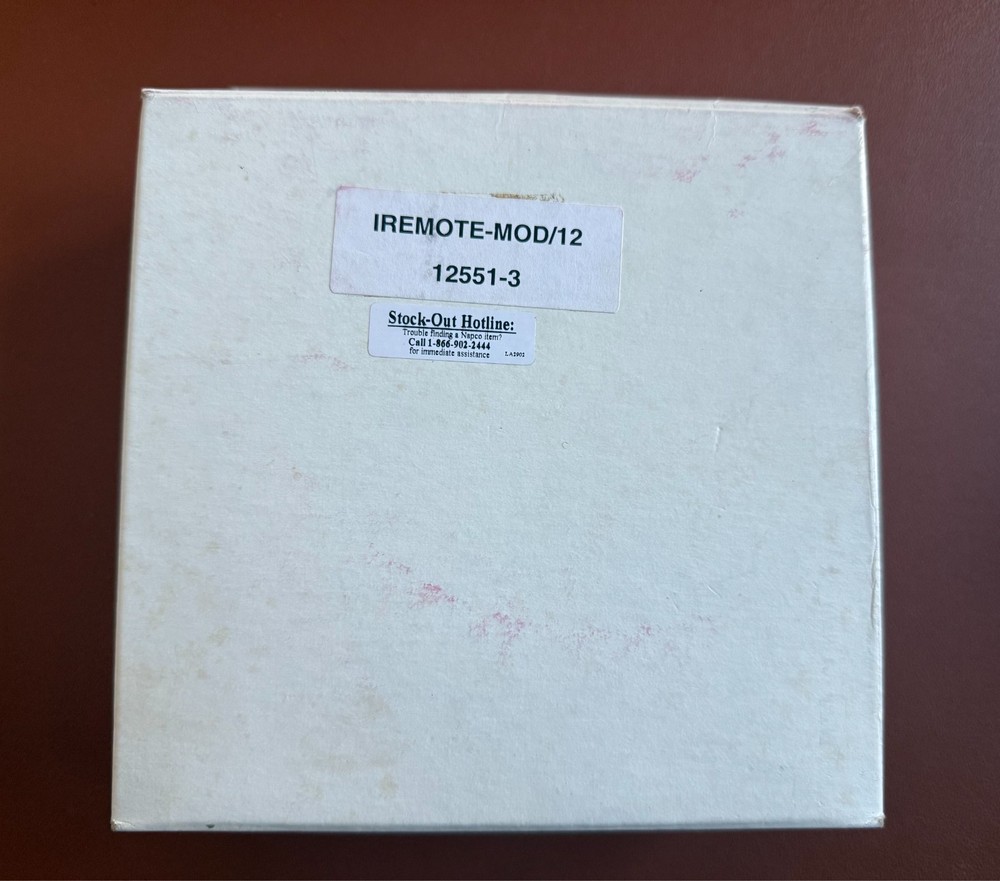 IREMOTE-MOD/12
12551-3
Stock-Out Hotline:
Trouble finding a Napco item?
Call 1-866-902-2444
for immediate assistance LA2902